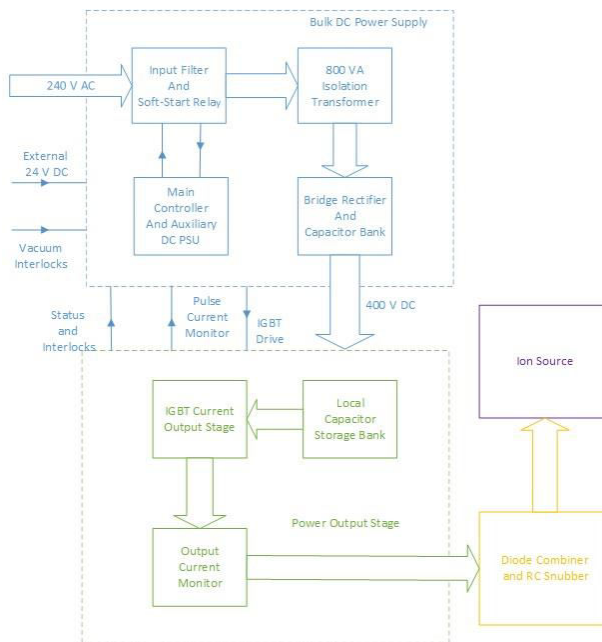 Bulk DC Power Supply
240 V AC
Input Filter
And
Soft-Start Relay
800 VA
Isolation
Transformer
External
24 V DC
Main
Controller
And Auxiliary
DC PSU
Bridge Rectifier
And
Capacitor Bank
Vacuum
Interlocks
Status
and
Interlocks
Pulse
Current
Monitor
IGBT
Drive
400 V DC
Ion Source
IGBT Current
Output Stage
Local
Capacitor
Storage Bank
Power Output Stage
Output
Current
Monitor
Diode Combiner
and RC Snubber